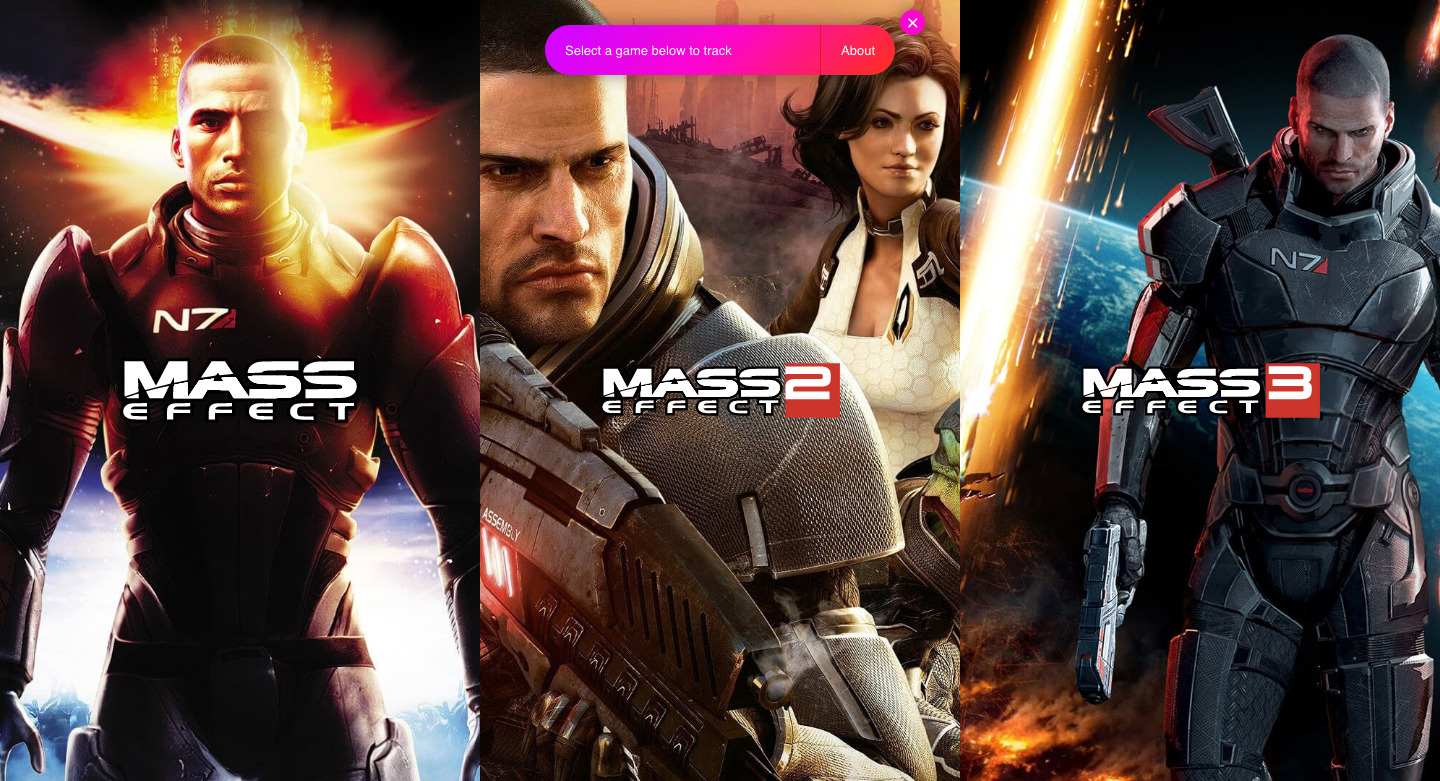 Select a game below to track
About
N7
MASS
EFFECT
MASS 2
EFFECT
ASSEMBLY
N7
MASS 3
EFFECT